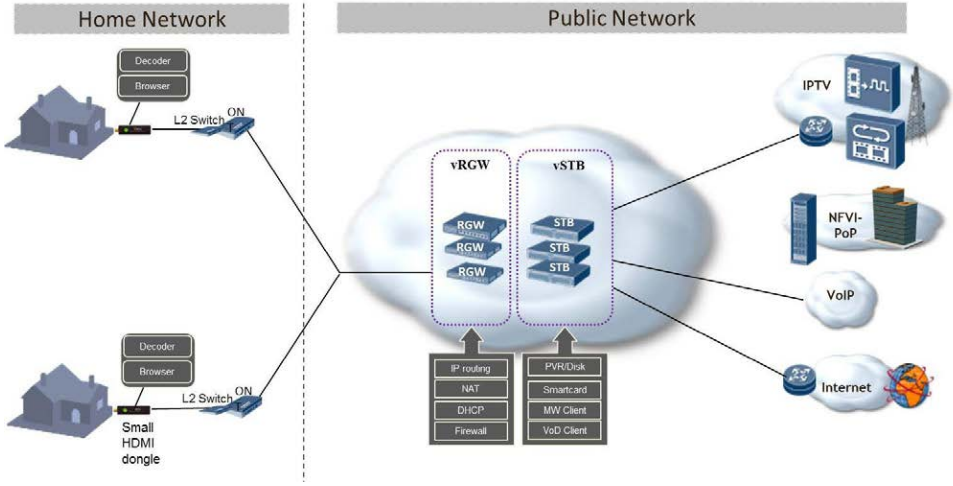 Home Network
Public Network
Decoder
Browser
ON
L2 Switch
vRGW
vSTB
RGW
RGW
RGW
STB
STB
STB
IPTV
NFVI-
PoP
VoIP
Internet
Decoder
Browser
ON
L2 Switch
Small
HDMI
dongle
IP routing
NAT
DHCP
Firewall
PVR/Disk
Smartcard
MW Client
VoD Client